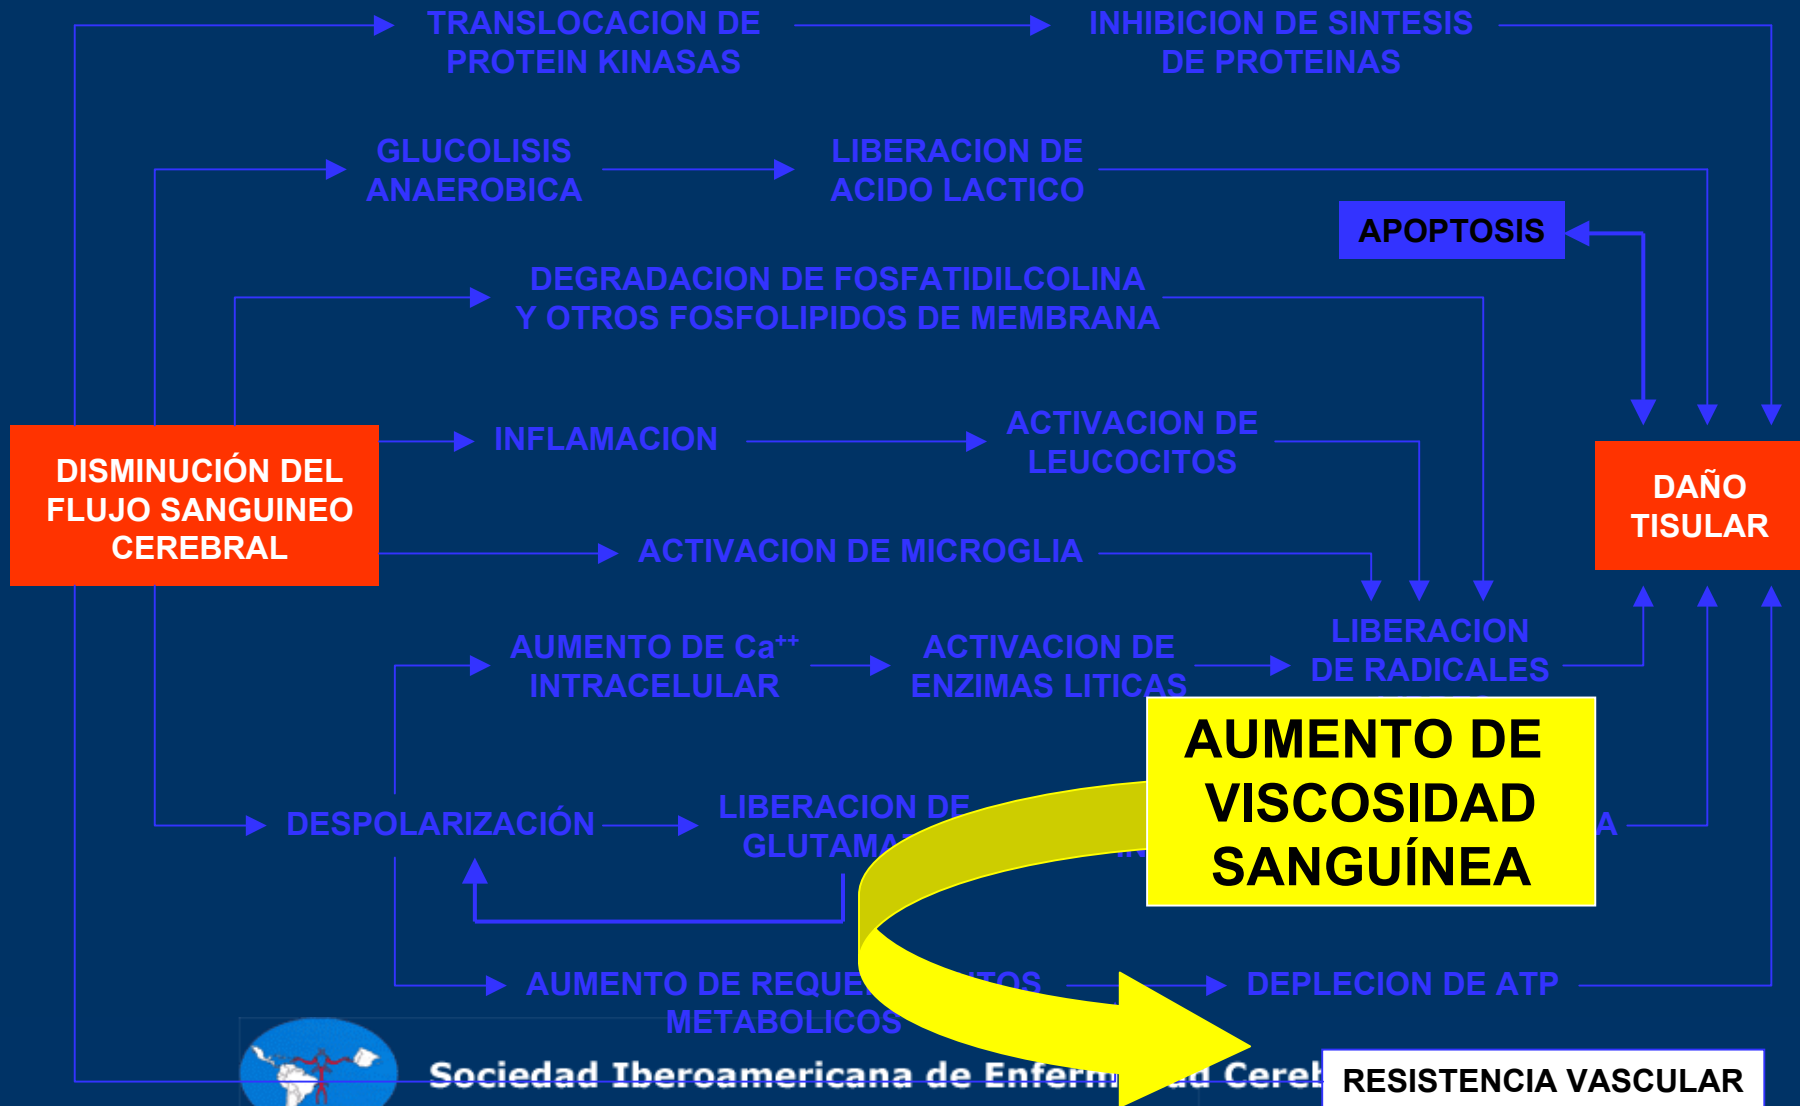 TRANSLOCACION DE
PROTEIN KINASAS
INHIBICION DE SINTESIS
DE PROTEINAS
GLUCOLISIS
ANAEROBICA
LIBERACION DE
ACIDO LACTICO
APOPTOSIS
DEGRADACION DE FOSFATIDILCOLINA
Y OTROS FOSFOLIPIDOS DE MEMBRANA
INFLAMACION
ACTIVACION DE
LEUCOCITOS
DISMINUCIÓN DEL
FLUJO SANGUINEO
CEREBRAL
DAÑO
TISULAR
ACTIVACION DE MICROGLIA
AUMENTO DE Ca⁺⁺
INTRACELULAR
ACTIVACION DE
ENZIMAS LITICAS
LIBERACION
DE RADICALES
AUMENTO DE
VISCOSIDAD
SANGUÍNEA
DESPOLARIZACIÓN
LIBERACION DE
AUMENTO DE
METABOLICOS
DEPLECION DE ATP
Sociedad Iberoamericana de
RESISTENCIA VASCULAR